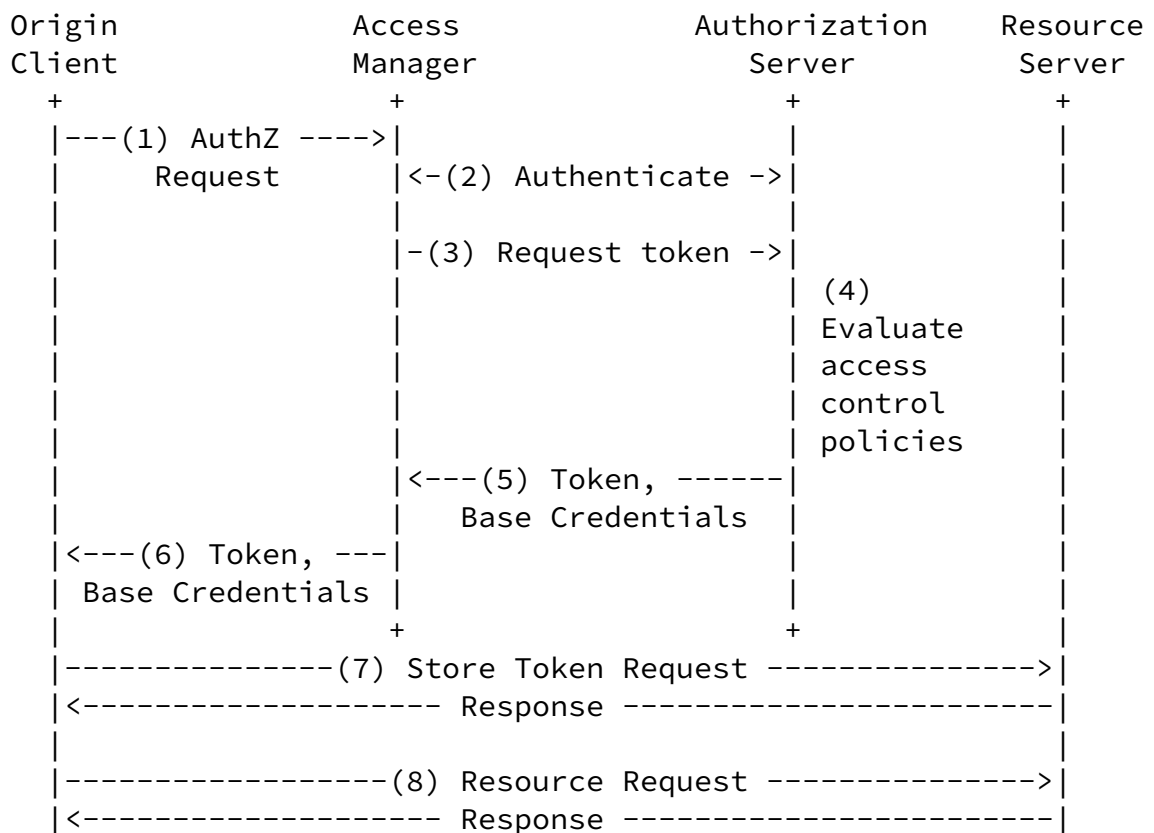 Origin Access Authorization Resource
Client Manager Server Server
(1) AuthZ
Request (2) Authenticate
(3) Request token
(4)
Evaluate
access
control
policies
(5) Token,
Base Credentials
(6) Token,
Base Credentials
(7) Store Token Request
Response
(8) Resource Request
Response